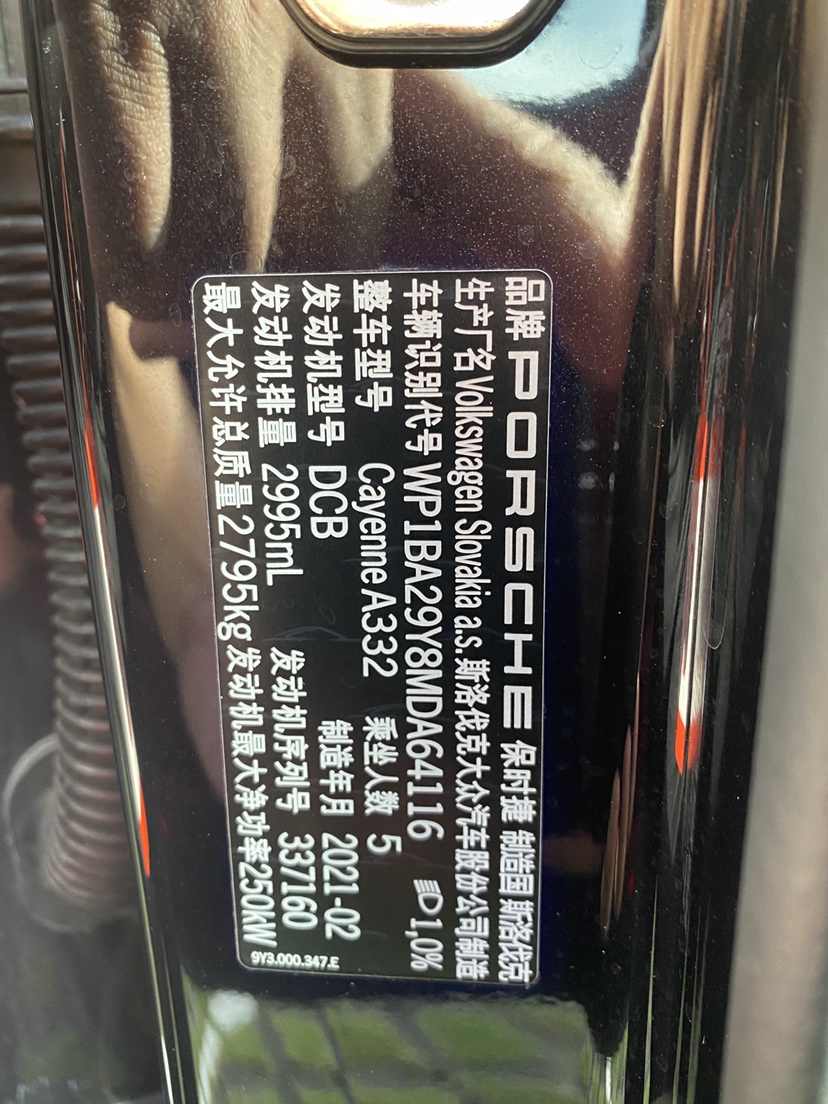 品牌 PORSCHE 保时捷 制造国 斯洛伐克
生产厂名 Volkswagen Slovakia a.s. 斯洛伐克大众汽车股份公司制造
车辆识别代号 WP1BA29Y8MDA64116 1,0%
整车型号 Cayenne A332 乘坐人数 5
发动机型号 DCB 制造年月 2021-02
发动机排量 2995mL 发动机序列号 337160
最大允许总质量 2795kg 发动机最大净功率 250kW
9Y3.000.347.E